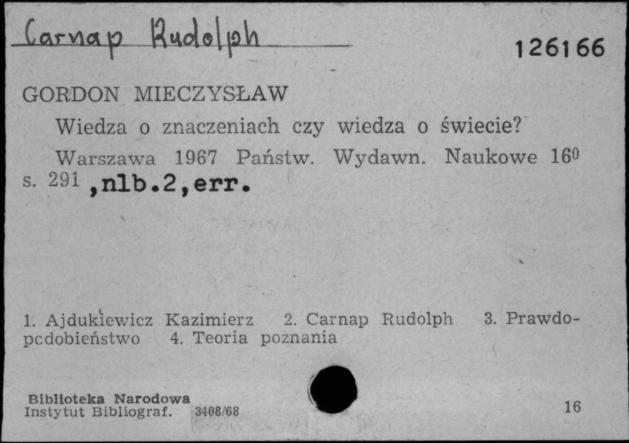 Carnap Rudolph
126166
GORDON MIECZYSŁAW
Wiedza o znaczeniach czy wiedza o świecie?
Warszawa 1967 Państw. Wydawn. Naukowe 16⁰
s. 291 ,nlb.2,err.
1. Ajdukiewicz Kazimierz 2. Carnap Rudolph 3. Prawdo-
pcdobieństwo 4. Teoria poznania
Biblioteka Narodowa
Instytut Bibliograf. 3408/68
16